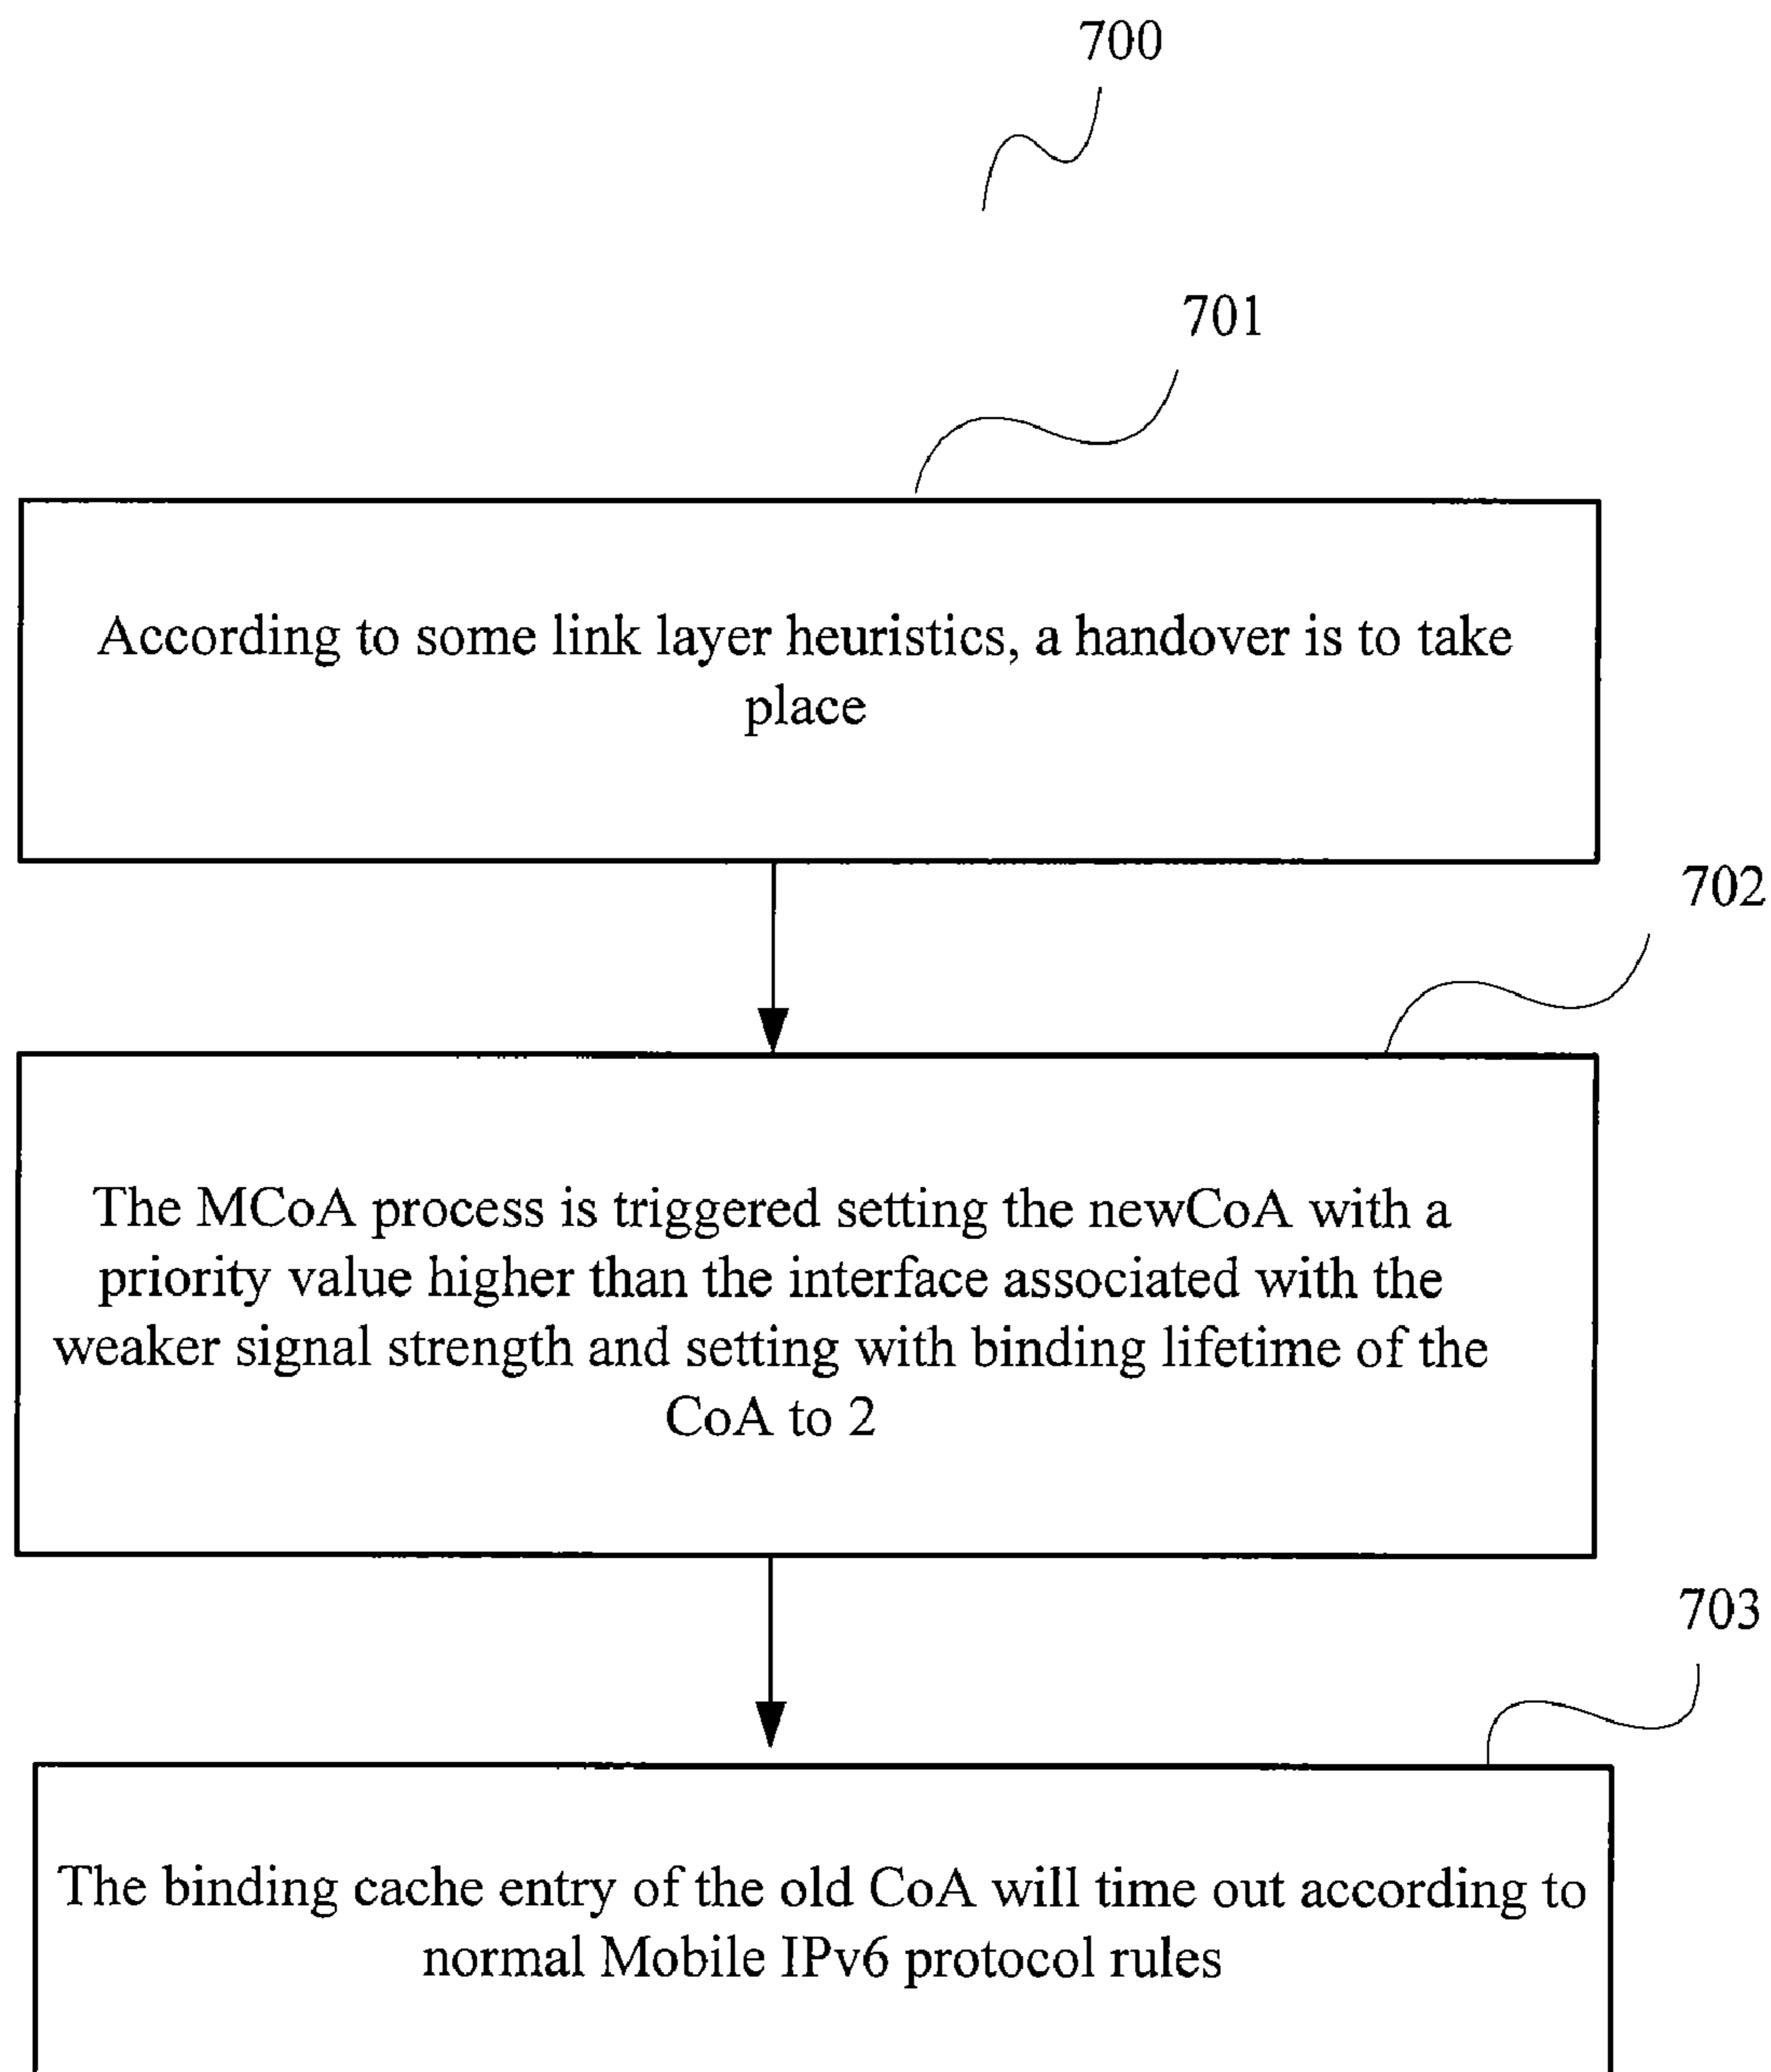 700
701
According to some link layer heuristics, a handover is to take
place
702
The MCoA process is triggered setting the newCoA with a
priority value higher than the interface associated with the
weaker signal strength and setting with binding lifetime of the
CoA to 2
703
The binding cache entry of the old CoA will time out according to
normal Mobile IPv6 protocol rules